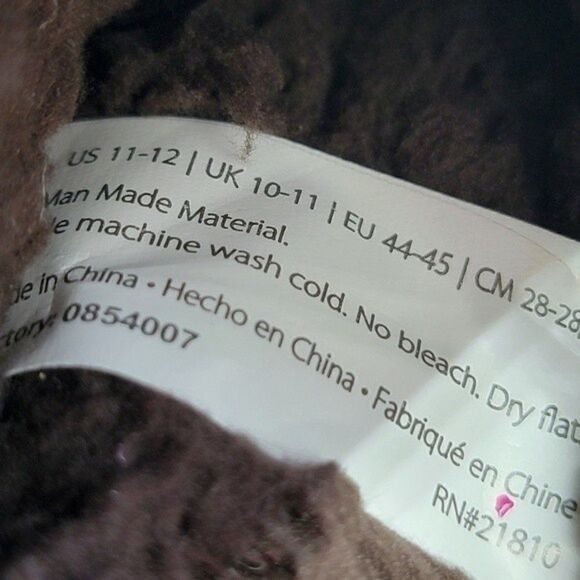 US 11-12 | UK 10-11 | EU 44-45 | CM 28-28
Man Made Material.
machine wash cold. No bleach. Dry flat
in China • Hecho en China • Fabriqué en Chine
0854007
RN#21810